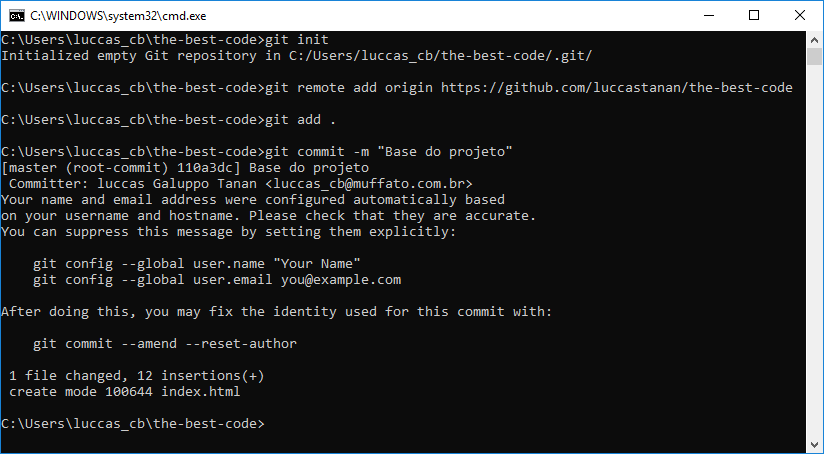 C:\WINDOWS\system32\cmd.exe
C:\Users\luccas_cb\the-best-code>git init
Initialized empty Git repository in C:/Users/luccas_cb/the-best-code/.git/
C:\Users\luccas_cb\the-best-code>git remote add origin https://github.com/luccastanan/the-best-code
C:\Users\luccas_cb\the-best-code>git add .
C:\Users\luccas_cb\the-best-code>git commit -m "Base do projeto"
[master (root-commit) 110a3dc] Base do projeto
 Committer: luccas Galuppo Tanan <luccas_cb@muffato.com.br>
Your name and email address were configured automatically based
on your username and hostname. Please check that they are accurate.
You can suppress this message by setting them explicitly:
    git config --global user.name "Your Name"
    git config --global user.email you@example.com
After doing this, you may fix the identity used for this commit with:
    git commit --amend --reset-author
 1 file changed, 12 insertions(+)
 create mode 100644 index.html
C:\Users\luccas_cb\the-best-code>